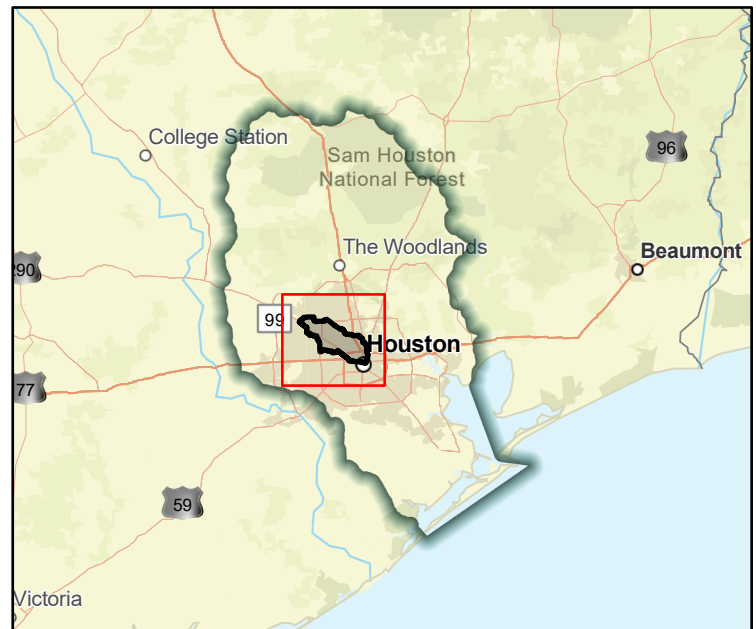 College Station
Sam Houston
National Forest
96
The Woodlands
Beaumont
290
99
Houston
77
59
Victoria